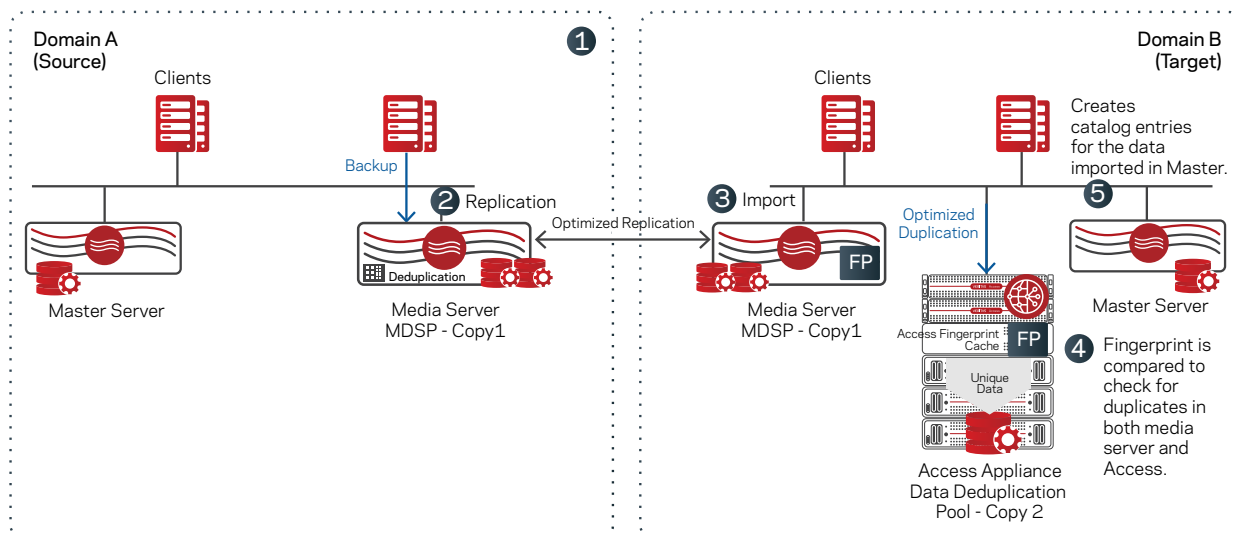 Domain A
(Source)
1
Clients
Backup
2 Replication
Deduplication
Master Server
Media Server
MDSP - Copy1
Optimized Replication
Domain B
(Target)
Clients
Creates
catalog entries
for the data
imported in Master.
3 Import
5
Optimized
Duplication
FP
Media Server
MDSP - Copy1
Master Server
Access Fingerprint
Cache
FP
Unique
Data
4 Fingerprint is
compared to
check for
duplicates in
both media
server and
Access.
Access Appliance
Data Deduplication
Pool - Copy 2